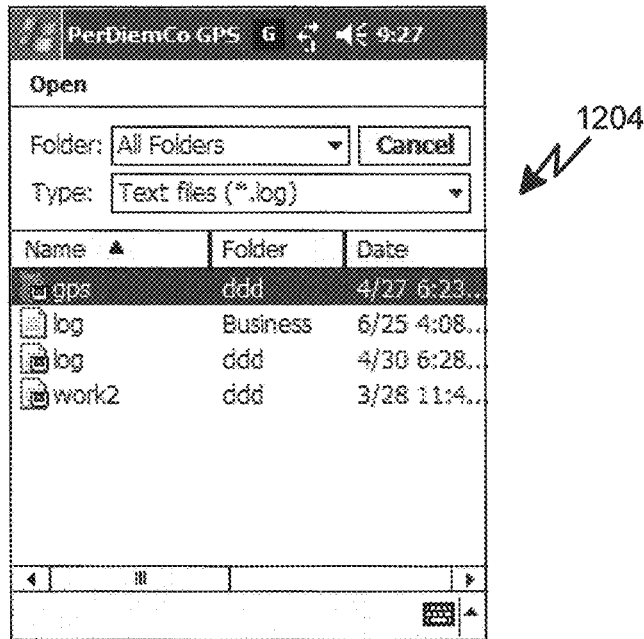 PerDiemCo GPS G 9:27
Open
1204
Folder: All Folders Cancel
Type: Text files (*.log)
Name Folder Date
gps ddd 4/27 6:23...
log Business 6/25 4:08...
log ddd 4/30 6:28...
work2 ddd 3/28 11:4...